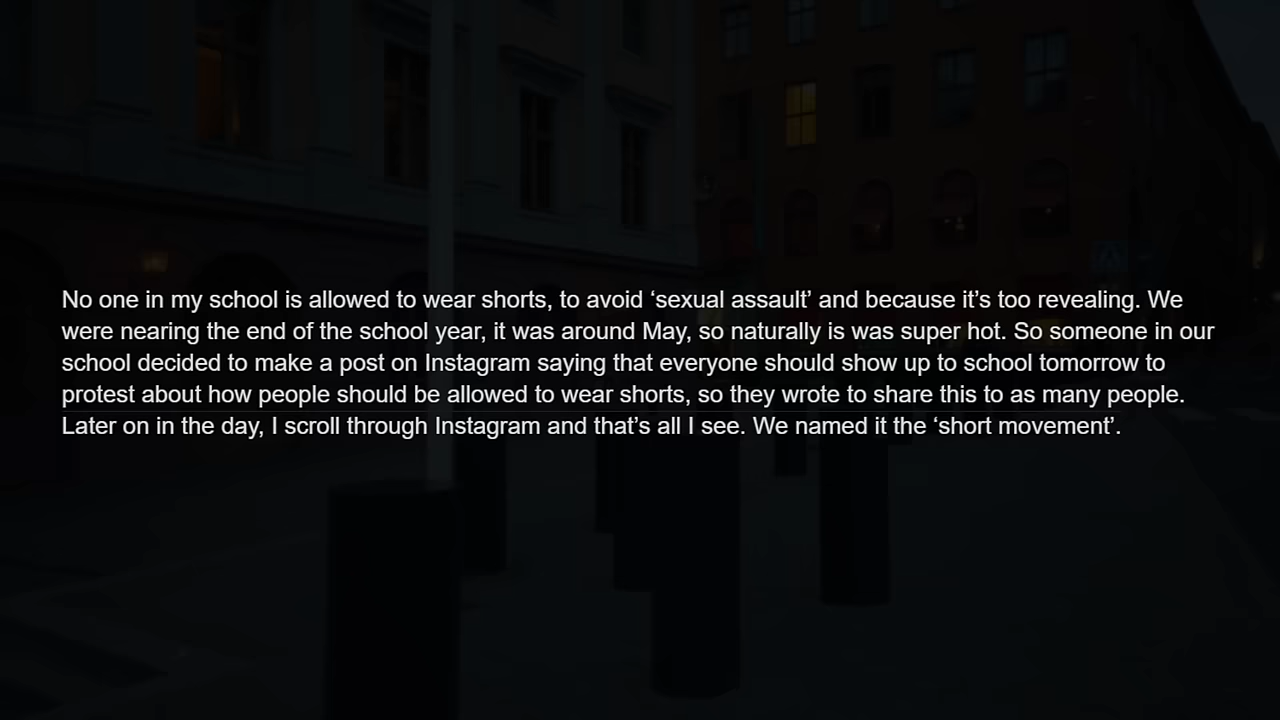 No one in my school is allowed to wear shorts, to avoid ‘sexual assault’ and because it’s too revealing. We
were nearing the end of the school year, it was around May, so naturally is was super hot. So someone in our
school decided to make a post on Instagram saying that everyone should show up to school tomorrow to
protest about how people should be allowed to wear shorts, so they wrote to share this to as many people.
Later on in the day, I scroll through Instagram and that’s all I see. We named it the ‘short movement’.